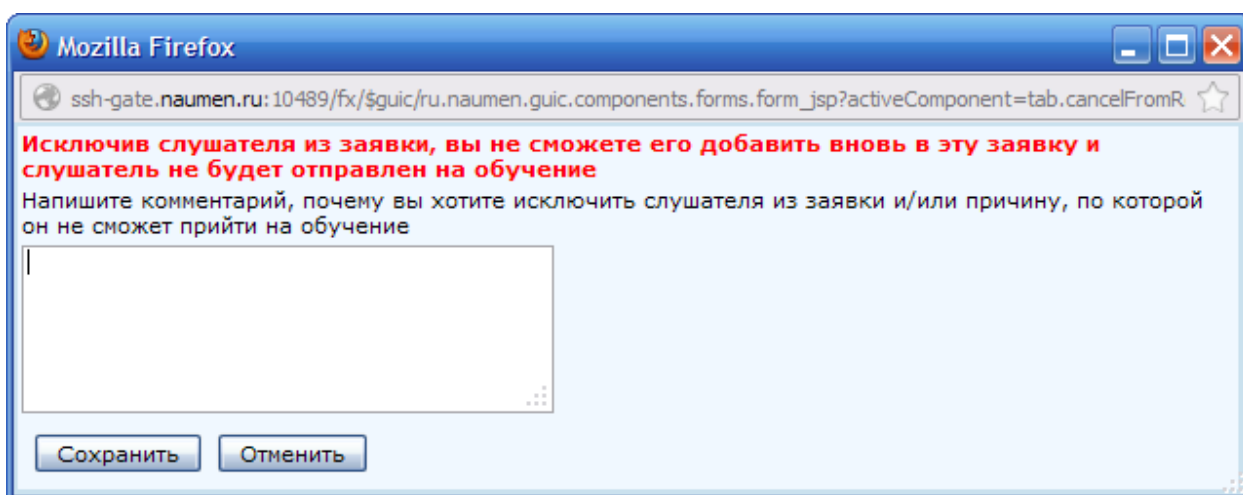 Mozilla Firefox
ssh-gate.naumen.ru:10489/fx/$guic/ru.naumen.guic.components.forms.form_jsp?activeComponent=tab.cancelFromR
Исключив слушателя из заявки, вы не сможете его добавить вновь в эту заявку и
слушатель не будет отправлен на обучение
Напишите комментарий, почему вы хотите исключить слушателя из заявки и/или причину, по которой
он не сможет прийти на обучение
Сохранить Отменить